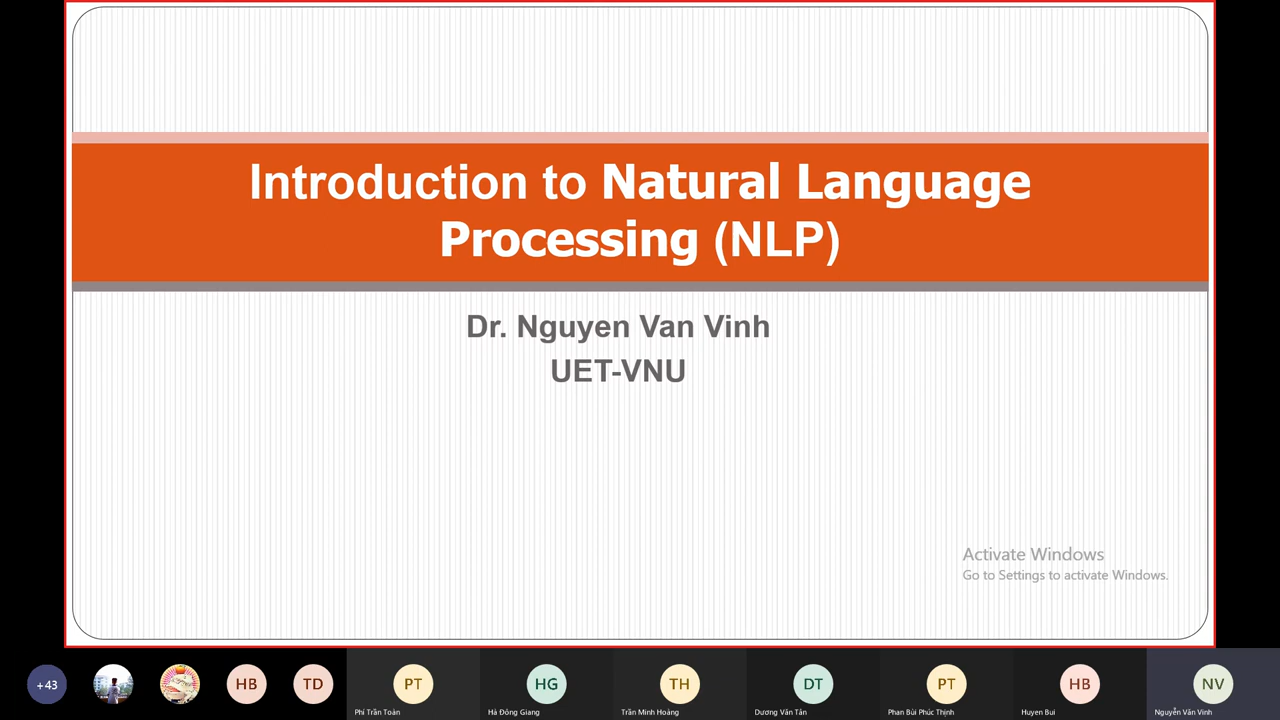 Introduction to Natural Language
Processing (NLP)
Dr. Nguyen Van Vinh
UET-VNU
Activate Windows
Go to Settings to activate Windows.
+43
HB
TD
PT
HG
TH
DT
PT
HB
NV
Phí Trần Toàn
Hà Đông Giang
Trần Minh Hoàng
Dương Văn Tân
Phan Bùi Phúc Thịnh
Huyen Bui
Nguyễn Văn Vinh